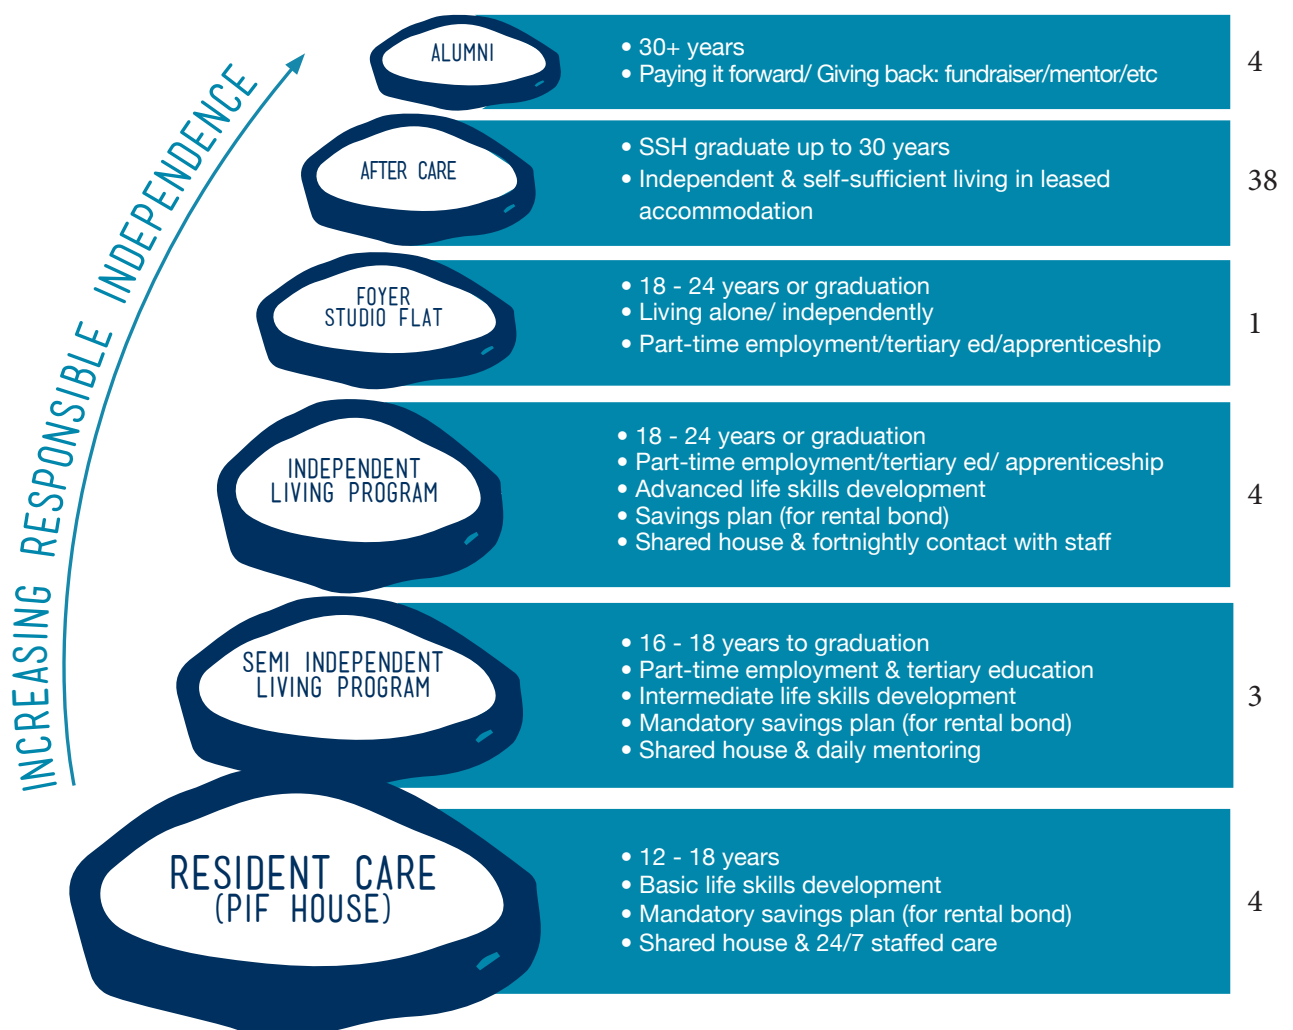 INCREASING RESPONSIBLE INDEPENDENCE
ALUMNI
• 30+ years
• Paying it forward/ Giving back: fundraiser/mentor/etc
4
AFTER CARE
• SSH graduate up to 30 years
• Independent & self-sufficient living in leased
accommodation
38
FOYER
STUDIO FLAT
• 18 - 24 years or graduation
• Living alone/ independently
• Part-time employment/tertiary ed/apprenticeship
1
INDEPENDENT
LIVING PROGRAM
• 18 - 24 years or graduation
• Part-time employment/tertiary ed/ apprenticeship
• Advanced life skills development
• Savings plan (for rental bond)
• Shared house & fortnightly contact with staff
4
SEMI INDEPENDENT
LIVING PROGRAM
• 16 - 18 years to graduation
• Part-time employment & tertiary education
• Intermediate life skills development
• Mandatory savings plan (for rental bond)
• Shared house & daily mentoring
3
RESIDENT CARE
(PIF HOUSE)
• 12 - 18 years
• Basic life skills development
• Mandatory savings plan (for rental bond)
• Shared house & 24/7 staffed care
4